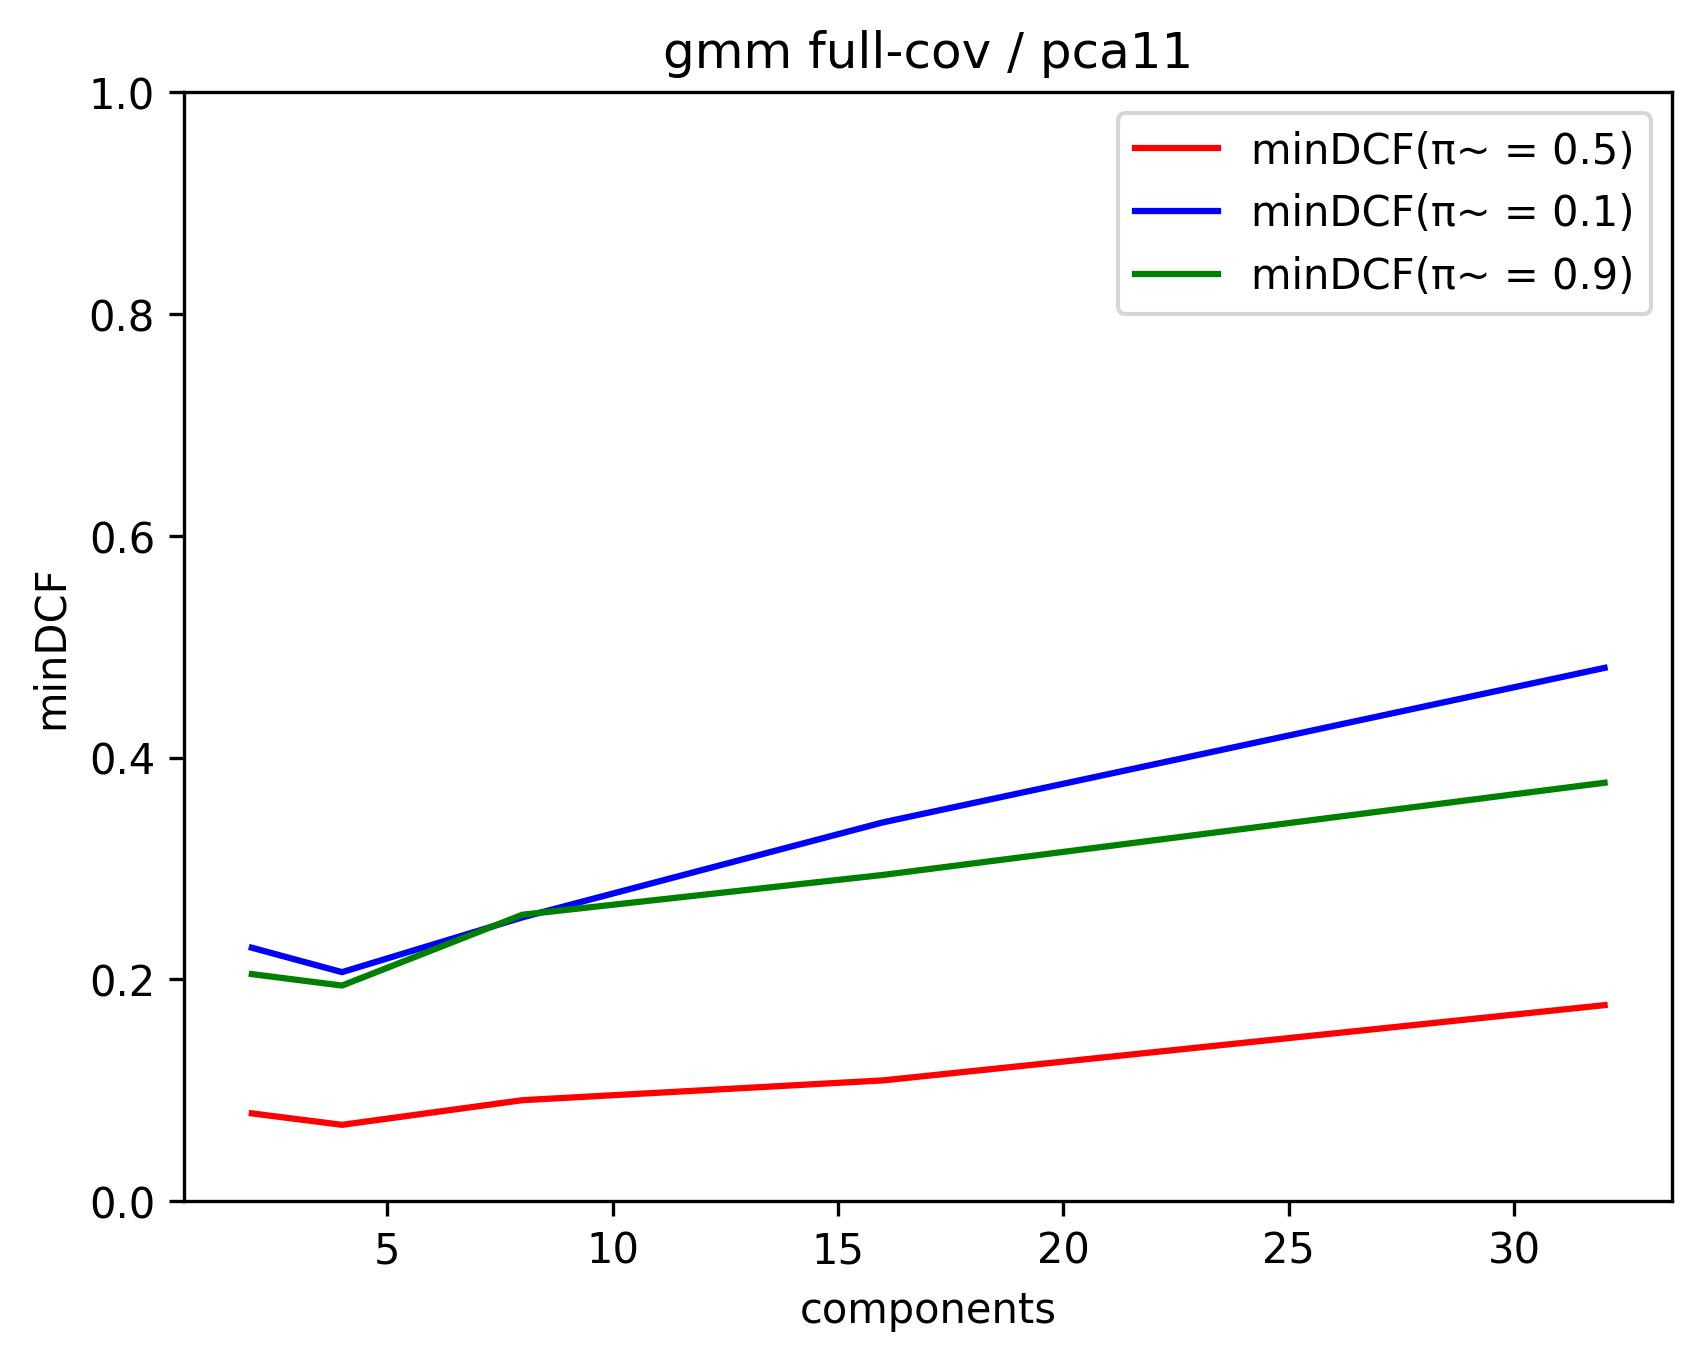 gmm full-cov / pca11
1.0
0.8
0.6
0.4
0.2
0.0
minDCF
minDCF(π~ = 0.5)
minDCF(π~ = 0.1)
minDCF(π~ = 0.9)
5 10 15 20 25 30
components